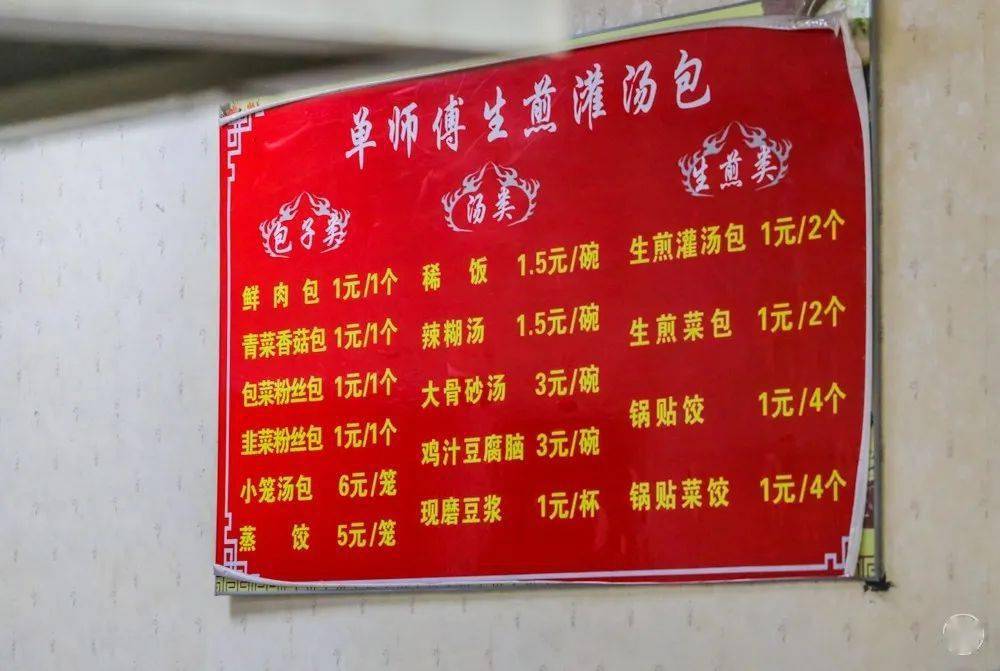 单师傅生煎灌汤包
包子类
鲜肉包 1元/1个
青菜香菇包 1元/1个
包菜粉丝包 1元/1个
韭菜粉丝包 1元/1个
小笼汤包 6元/笼
蒸饺 5元/笼
汤类
稀饭 1.5元/碗
辣糊汤 1.5元/碗
大骨砂汤 3元/碗
鸡汁豆腐脑 3元/碗
现磨豆浆 1元/杯
生煎类
生煎灌汤包 1元/2个
生煎菜包 1元/2个
锅贴饺 1元/4个
锅贴菜饺 1元/4个